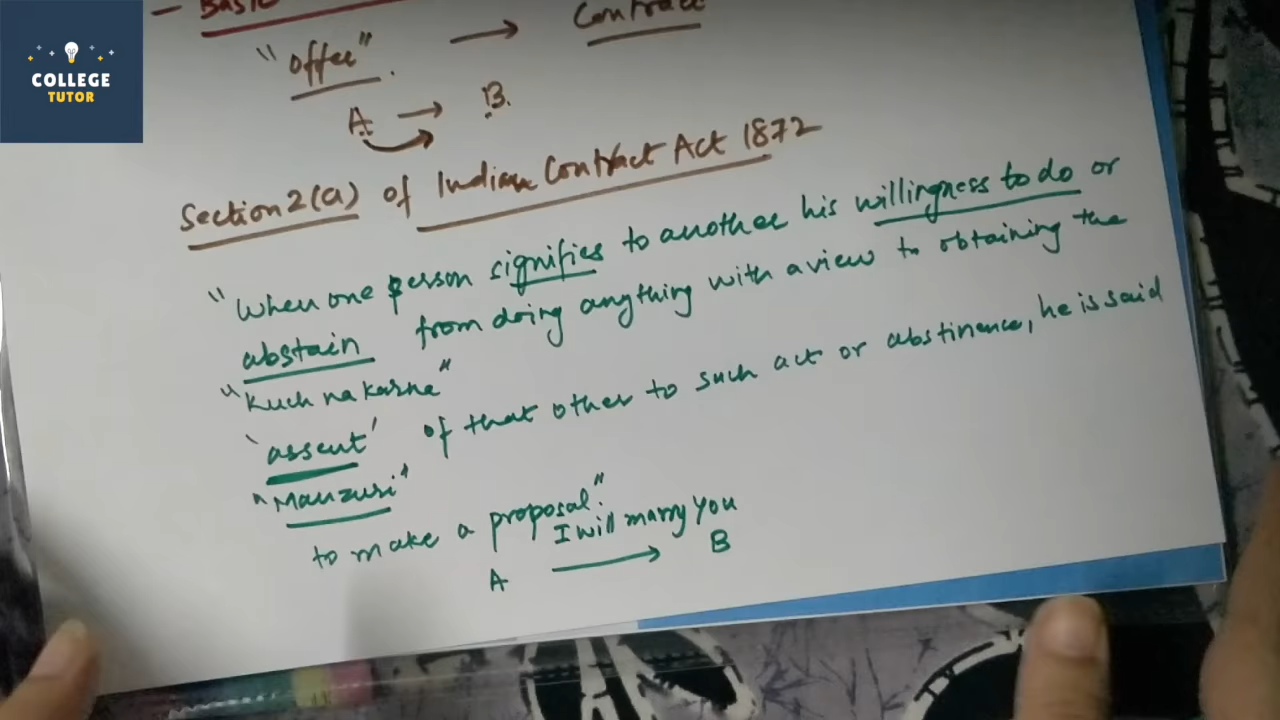 COLLEGE
TUTOR
- Basic
"offer" → Contract
A → B.
Section 2(a) of Indian Contract Act 1872
"When one person signifies to another his willingness to do or
abstain from doing anything with a view to obtaining the
"Kuch na karne"
'assent' of that other to such act or abstinence, he is said
"Manzuri"
to make a proposal."
I will marry you
A → B